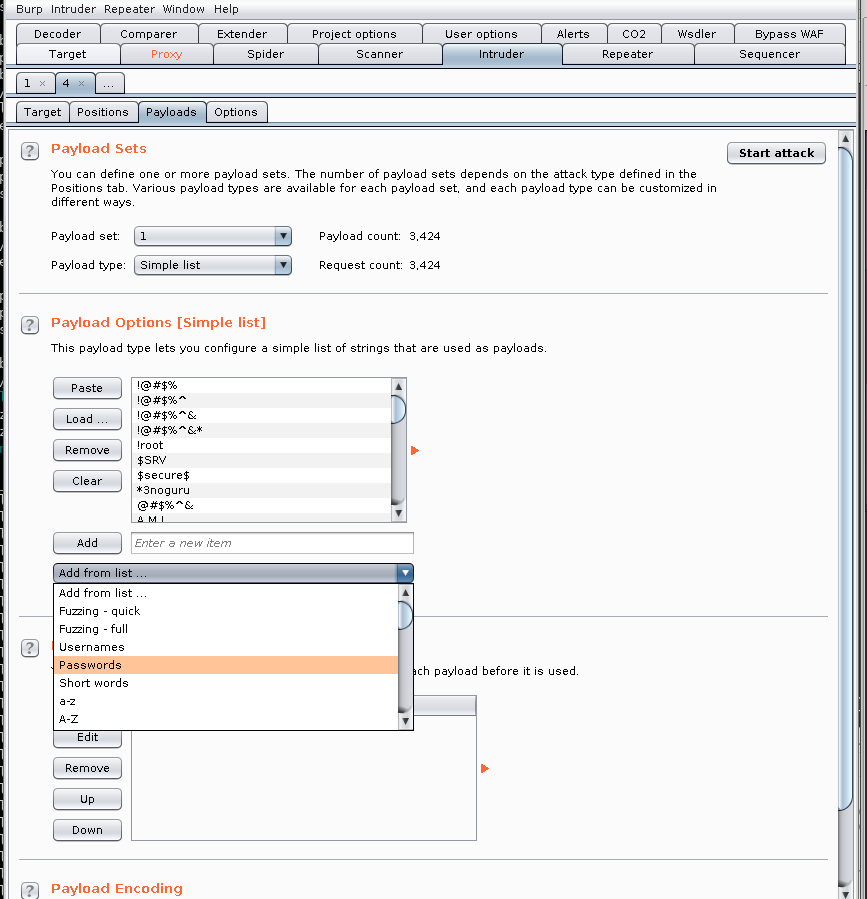 Burp Intruder Repeater Window Help
Decoder Comparer Extender Project options User options Alerts CO2 Wsdler Bypass WAF
Target Proxy Spider Scanner Intruder Repeater Sequencer
1 × 4 × ...
Target Positions Payloads Options
? Payload Sets Start attack
You can define one or more payload sets. The number of payload sets depends on the attack type defined in the
Positions tab. Various payload types are available for each payload set, and each payload type can be customized in
different ways.
Payload set: 1 Payload count: 3,424
Payload type: Simple list Request count: 3,424
? Payload Options [Simple list]
This payload type lets you configure a simple list of strings that are used as payloads.
Paste
Load ...
Remove
Clear
!@#$%
!@#$%^
!@#$%^&
!@#$%^&*
!root
$SRV
$secure$
*3noguru
@#$%^&
Add Enter a new item
Add from list ...
Add from list ...
Fuzzing - quick
Fuzzing - full
Usernames
Passwords
Short words
a-z
A-Z
?
ach payload before it is used.
Edit
Remove
Up
Down
? Payload Encoding